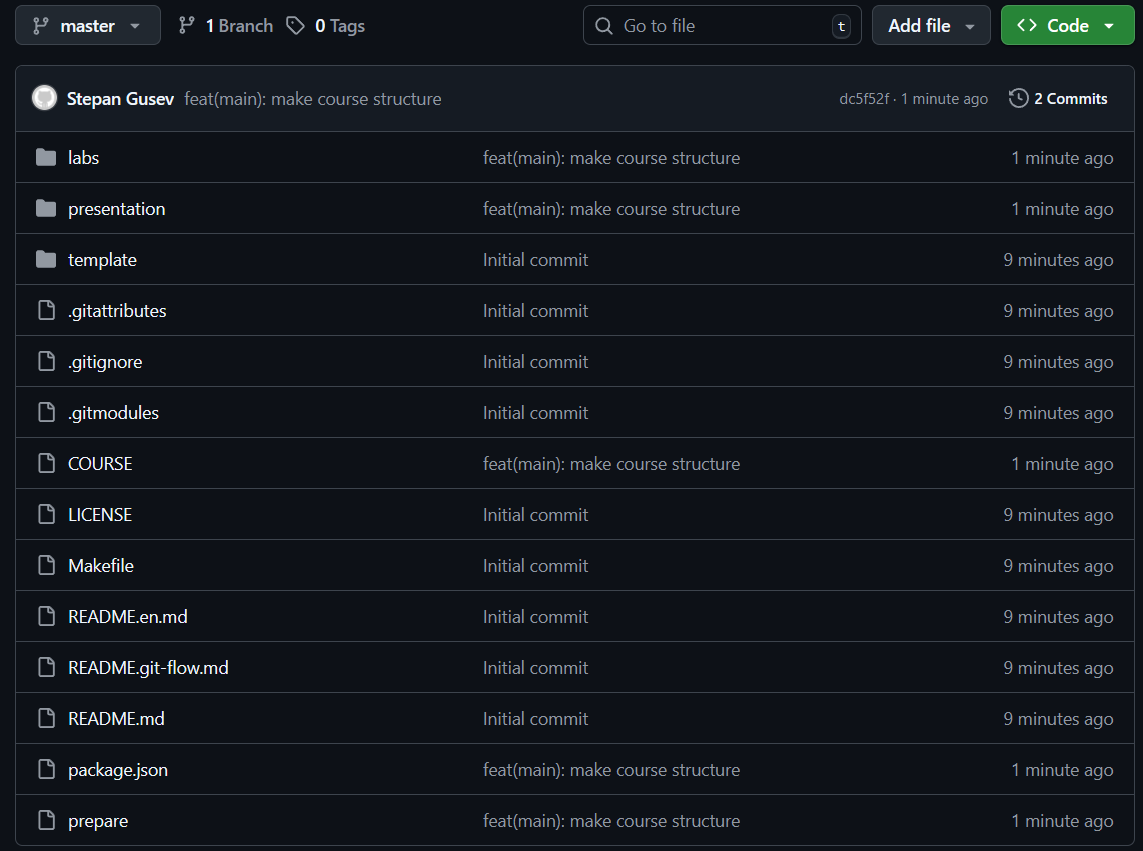 master 1 Branch 0 Tags Go to file t Add file Code
Stepan Gusev feat(main): make course structure dc5f52f · 1 minute ago 2 Commits
labs feat(main): make course structure 1 minute ago
presentation feat(main): make course structure 1 minute ago
template Initial commit 9 minutes ago
.gitattributes Initial commit 9 minutes ago
.gitignore Initial commit 9 minutes ago
.gitmodules Initial commit 9 minutes ago
COURSE feat(main): make course structure 1 minute ago
LICENSE Initial commit 9 minutes ago
Makefile Initial commit 9 minutes ago
README.en.md Initial commit 9 minutes ago
README.git-flow.md Initial commit 9 minutes ago
README.md Initial commit 9 minutes ago
package.json feat(main): make course structure 1 minute ago
prepare feat(main): make course structure 1 minute ago